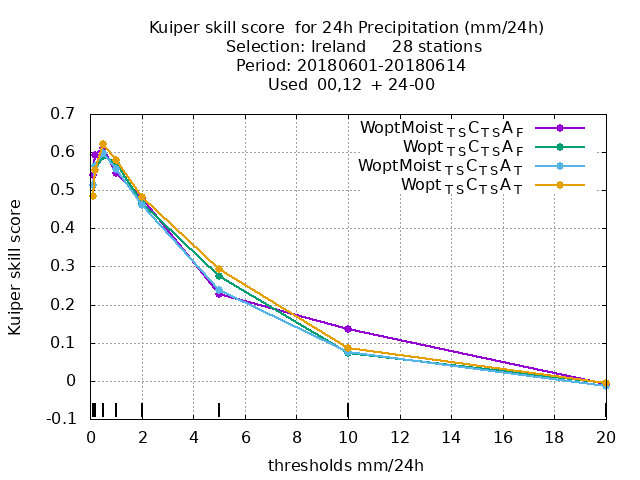 Kuiper skill score  for 24h Precipitation (mm/24h)
Selection: Ireland     28 stations
Period: 20180601-20180614
Used  00,12  + 24-00
WoptMoist TS C TS A F
Wopt TS C TS A F
WoptMoist TS C TS A T
Wopt TS C TS A T
Kuiper skill score
0.7
0.6
0.5
0.4
0.3
0.2
0.1
0
-0.1
0 2 4 6 8 10 12 14 16 18 20
thresholds mm/24h